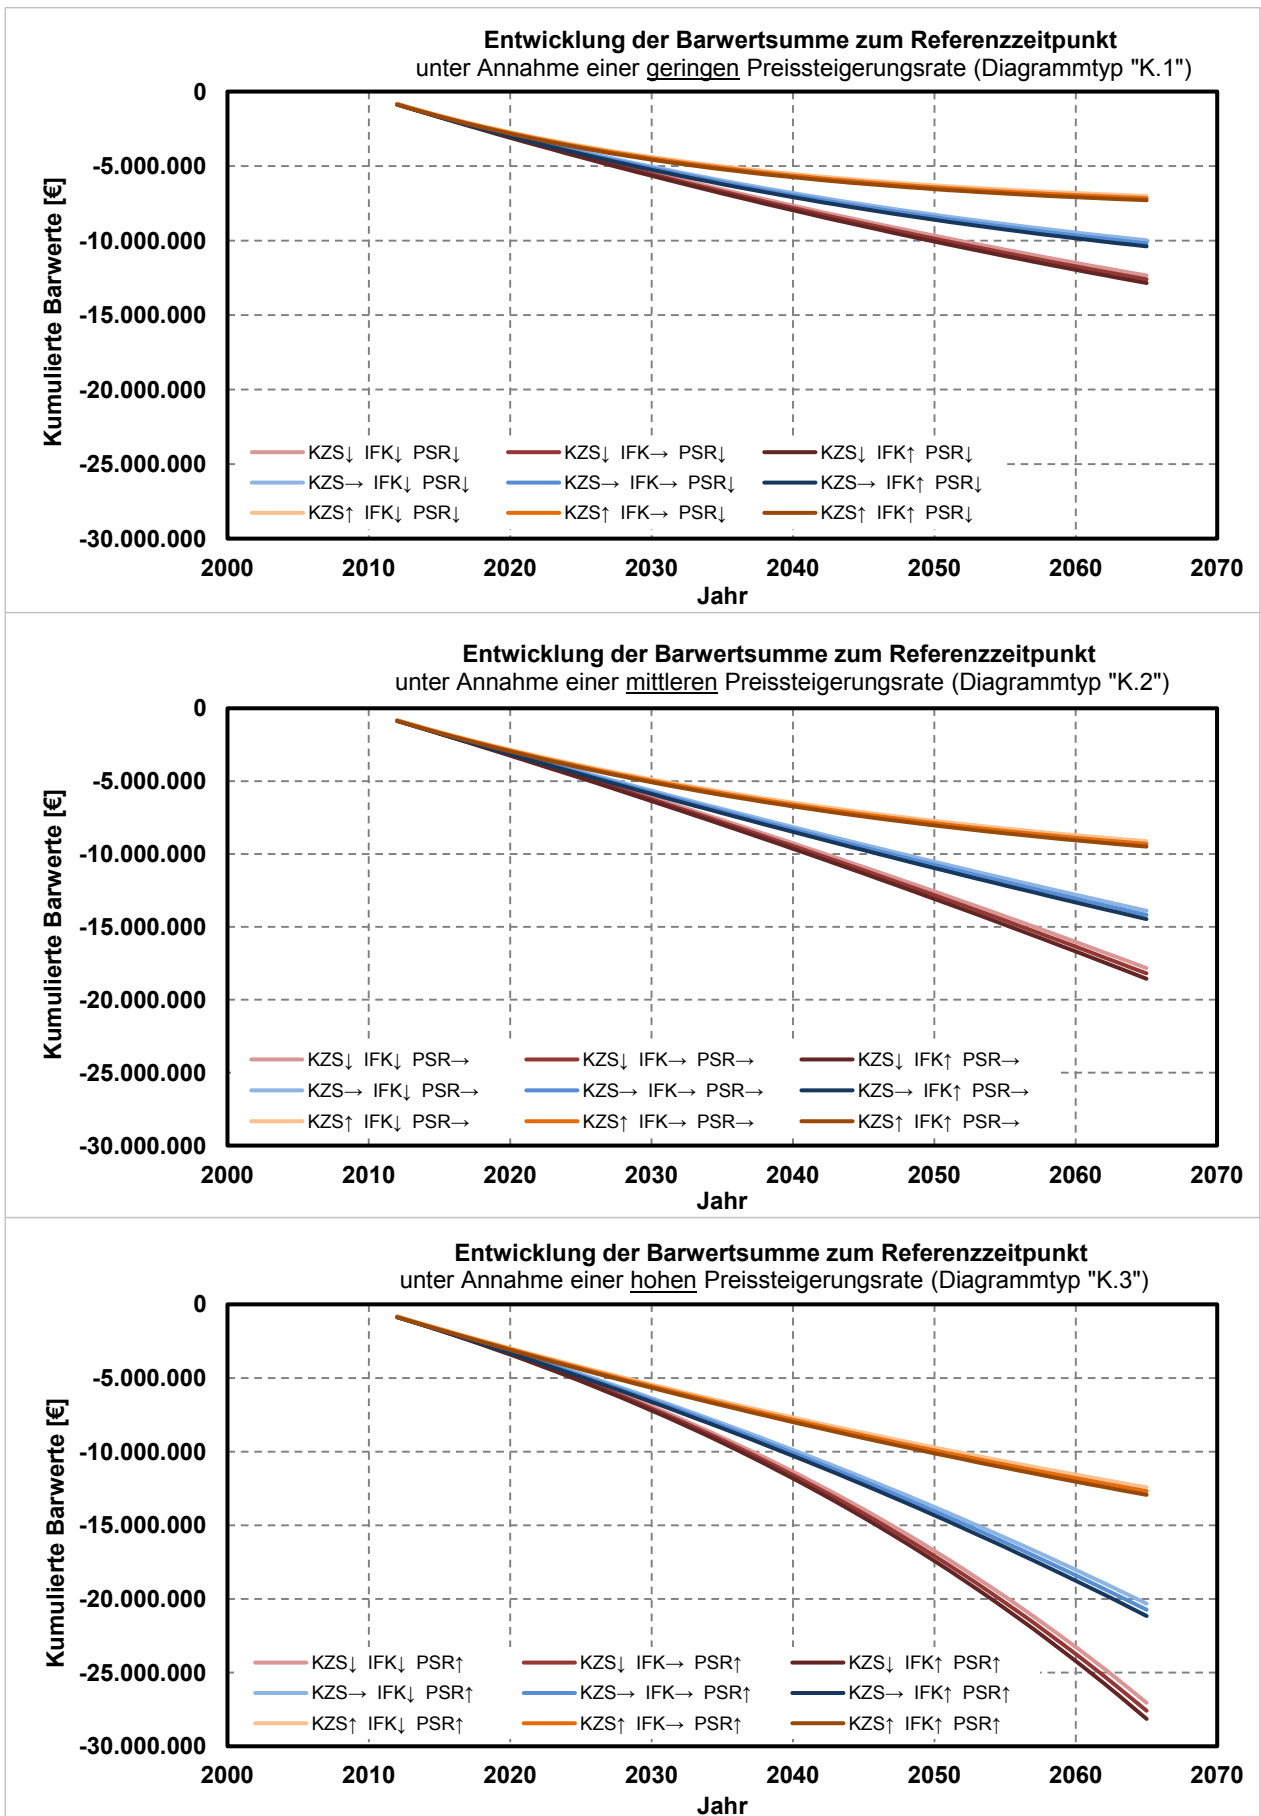 Entwicklung der Barwertsumme zum Referenzzeitpunkt
unter Annahme einer geringen Preissteigerungsrate (Diagrammtyp "K.1")
Kumulierte Barwerte [€]
0
-5.000.000
-10.000.000
-15.000.000
-20.000.000
-25.000.000
-30.000.000
KZS↓ IFK↓ PSR↓ KZS↓ IFK→ PSR↓ KZS↓ IFK↑ PSR↓
KZS→ IFK↓ PSR↓ KZS→ IFK→ PSR↓ KZS→ IFK↑ PSR↓
KZS↑ IFK↓ PSR↓ KZS↑ IFK→ PSR↓ KZS↑ IFK↑ PSR↓
2000 2010 2020 2030 2040 2050 2060 2070
Jahr
Entwicklung der Barwertsumme zum Referenzzeitpunkt
unter Annahme einer mittleren Preissteigerungsrate (Diagrammtyp "K.2")
Kumulierte Barwerte [€]
0
-5.000.000
-10.000.000
-15.000.000
-20.000.000
-25.000.000
-30.000.000
KZS↓ IFK↓ PSR→ KZS↓ IFK→ PSR→ KZS↓ IFK↑ PSR→
KZS→ IFK↓ PSR→ KZS→ IFK→ PSR→ KZS→ IFK↑ PSR→
KZS↑ IFK↓ PSR→ KZS↑ IFK→ PSR→ KZS↑ IFK↑ PSR→
2000 2010 2020 2030 2040 2050 2060 2070
Jahr
Entwicklung der Barwertsumme zum Referenzzeitpunkt
unter Annahme einer hohen Preissteigerungsrate (Diagrammtyp "K.3")
Kumulierte Barwerte [€]
0
-5.000.000
-10.000.000
-15.000.000
-20.000.000
-25.000.000
-30.000.000
KZS↓ IFK↓ PSR↑ KZS↓ IFK→ PSR↑ KZS↓ IFK↑ PSR↑
KZS→ IFK↓ PSR↑ KZS→ IFK→ PSR↑ KZS→ IFK↑ PSR↑
KZS↑ IFK↓ PSR↑ KZS↑ IFK→ PSR↑ KZS↑ IFK↑ PSR↑
2000 2010 2020 2030 2040 2050 2060 2070
Jahr